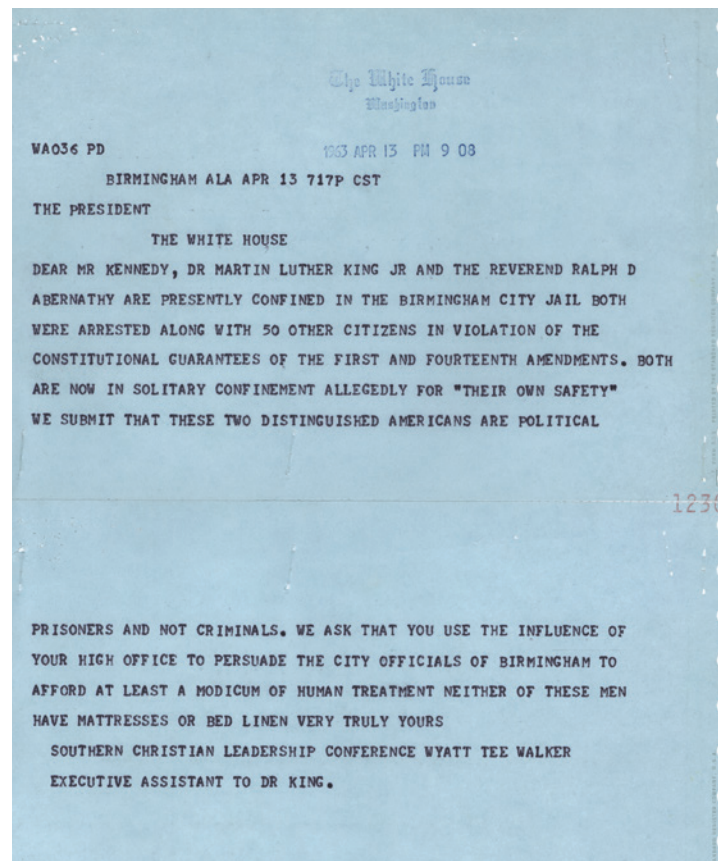 The White House
Washington
WA036 PD
1963 APR 13 PM 9 08
BIRMINGHAM ALA APR 13 717P CST
THE PRESIDENT
THE WHITE HOUSE
DEAR MR KENNEDY, DR MARTIN LUTHER KING JR AND THE REVEREND RALPH D
ABERNATHY ARE PRESENTLY CONFINED IN THE BIRMINGHAM CITY JAIL BOTH
WERE ARRESTED ALONG WITH 50 OTHER CITIZENS IN VIOLATION OF THE
CONSTITUTIONAL GUARANTEES OF THE FIRST AND FOURTEENTH AMENDMENTS. BOTH
ARE NOW IN SOLITARY CONFINEMENT ALLEGEDLY FOR "THEIR OWN SAFETY"
WE SUBMIT THAT THESE TWO DISTINGUISHED AMERICANS ARE POLITICAL
123
PRISONERS AND NOT CRIMINALS. WE ASK THAT YOU USE THE INFLUENCE OF
YOUR HIGH OFFICE TO PERSUADE THE CITY OFFICIALS OF BIRMINGHAM TO
AFFORD AT LEAST A MODICUM OF HUMAN TREATMENT NEITHER OF THESE MEN
HAVE MATTRESSES OR BED LINEN VERY TRULY YOURS
SOUTHERN CHRISTIAN LEADERSHIP CONFERENCE WYATT TEE WALKER
EXECUTIVE ASSISTANT TO DR KING.